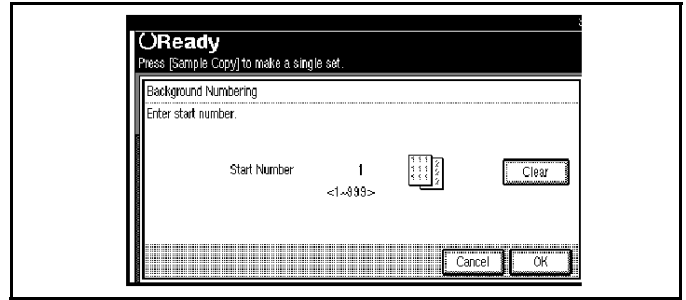 Ready
Press [Sample Copy] to make a single set.
Background Numbering
Enter start number.
Start Number 1 Clear
<1~999>
Cancel OK